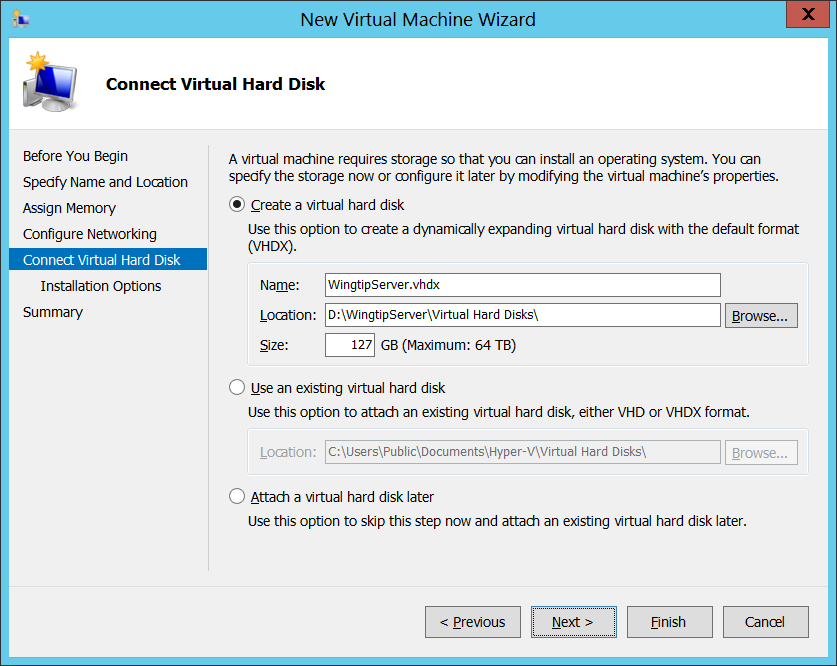 New Virtual Machine Wizard
Connect Virtual Hard Disk
Before You Begin
Specify Name and Location
Assign Memory
Configure Networking
Connect Virtual Hard Disk
Installation Options
Summary
A virtual machine requires storage so that you can install an operating system. You can
specify the storage now or configure it later by modifying the virtual machine's properties.
Create a virtual hard disk
Use this option to create a dynamically expanding virtual hard disk with the default format
(VHDX).
Name: WingtipServer.vhdx
Location: D:\WingtipServer\Virtual Hard Disks\ Browse...
Size: 127 GB (Maximum: 64 TB)
Use an existing virtual hard disk
Use this option to attach an existing virtual hard disk, either VHD or VHDX format.
Location: C:\Users\Public\Documents\Hyper-V\Virtual Hard Disks\ Browse...
Attach a virtual hard disk later
Use this option to skip this step now and attach an existing virtual hard disk later.
< Previous Next > Finish Cancel